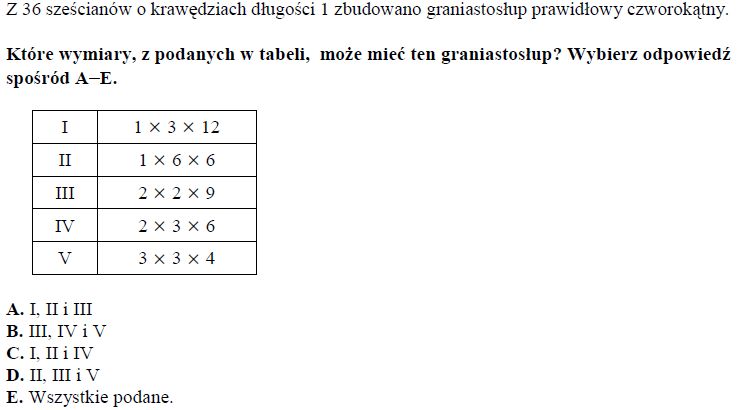 Z 36 sześcianów o krawędziach długości 1 zbudowano graniastosłup prawidłowy czworokątny.
Które wymiary, z podanych w tabeli, może mieć ten graniastosłup? Wybierz odpowiedź
spośród A–E.
I 1 × 3 × 12
II 1 × 6 × 6
III 2 × 2 × 9
IV 2 × 3 × 6
V 3 × 3 × 4
A. I, II i III
B. III, IV i V
C. I, II i IV
D. II, III i V
E. Wszystkie podane.